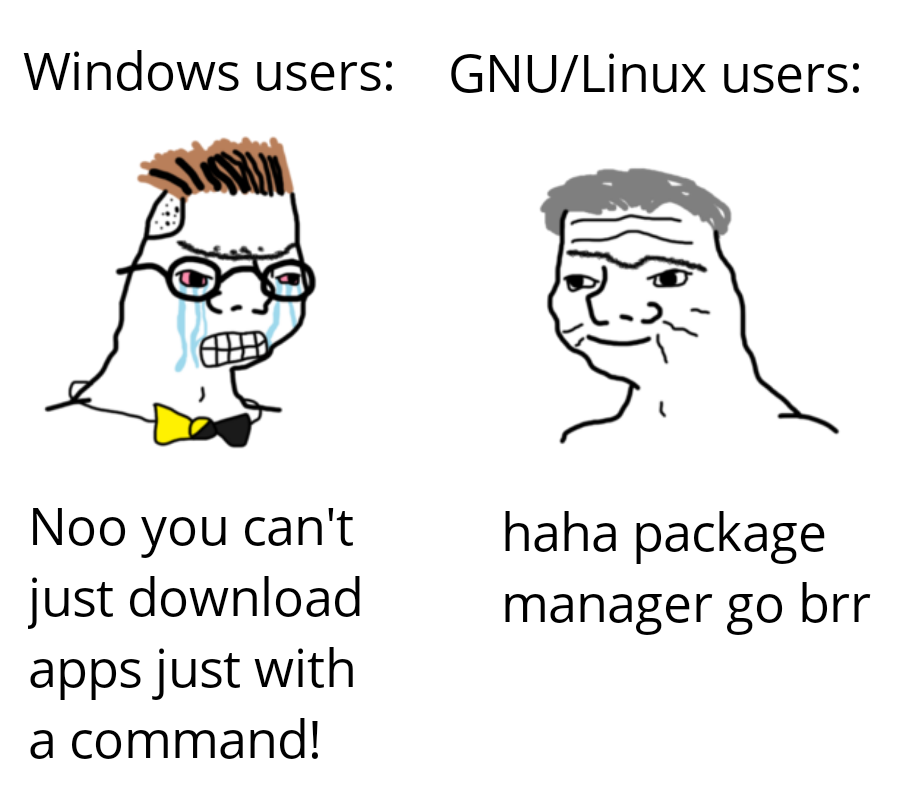 Windows users:
GNU/Linux users:
Noo you can't
just download
apps just with
a command!
haha package
manager go brr